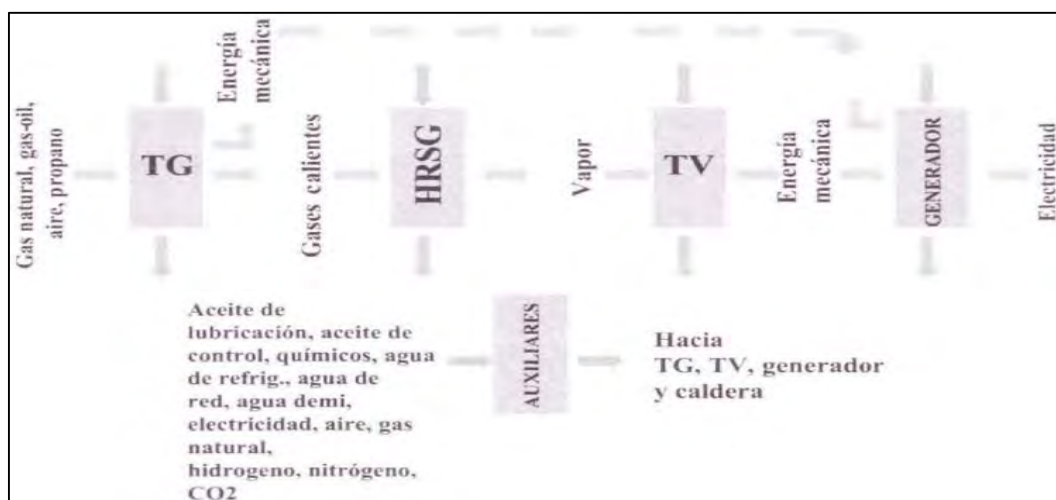 Gas natural, gas-oil,
aire, propano
TG
Energía
mecánica
Gases calientes
HRSG
Vapor
TV
Energía
mecánica
GENERADOR
Electricidad
Aceite de
lubricación, aceite de
control, químicos, agua
de refrig., agua de
red, agua demi,
electricidad, aire, gas
natural,
hidrogeno, nitrógeno,
CO2
AUXILIARES
Hacia
TG, TV, generador
y caldera